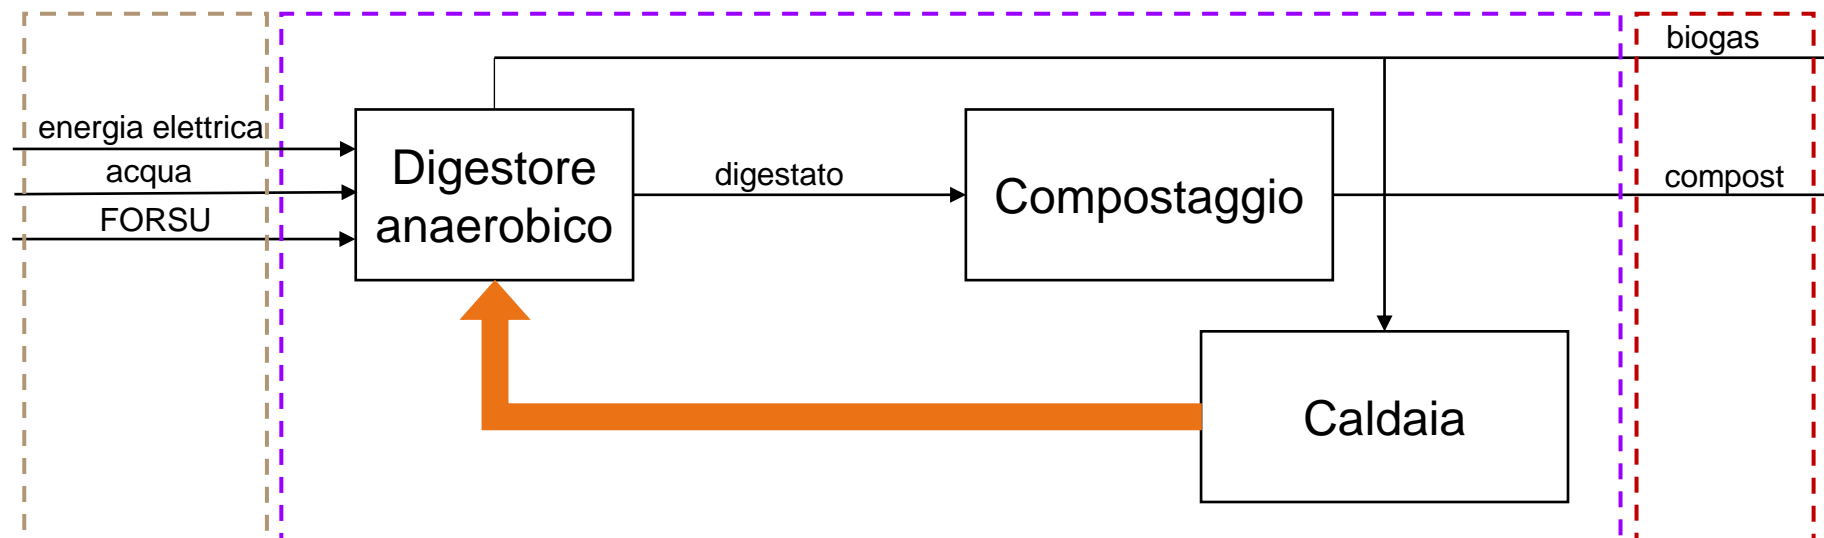 biogas
energia elettrica
acqua
FORSU
Digestore
anaerobico
digestato
Compostaggio
compost
Caldaia